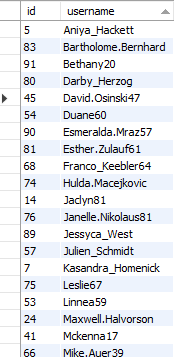 id username
5 Aniya_Hackett
83 Bartholome.Bernhard
91 Bethany20
80 Darby_Herzog
45 David.Osinski47
54 Duane60
90 Esmeralda.Mraz57
81 Esther.Zulauf61
68 Franco_Keebler64
74 Hulda.Macejkovic
14 Jaclyn81
76 Janelle.Nikolaus81
89 Jessyca_West
57 Julien_Schmidt
7 Kasandra_Homenick
75 Leslie67
53 Linnea59
24 Maxwell.Halvorson
41 Mckenna17
66 Mike.Auer39